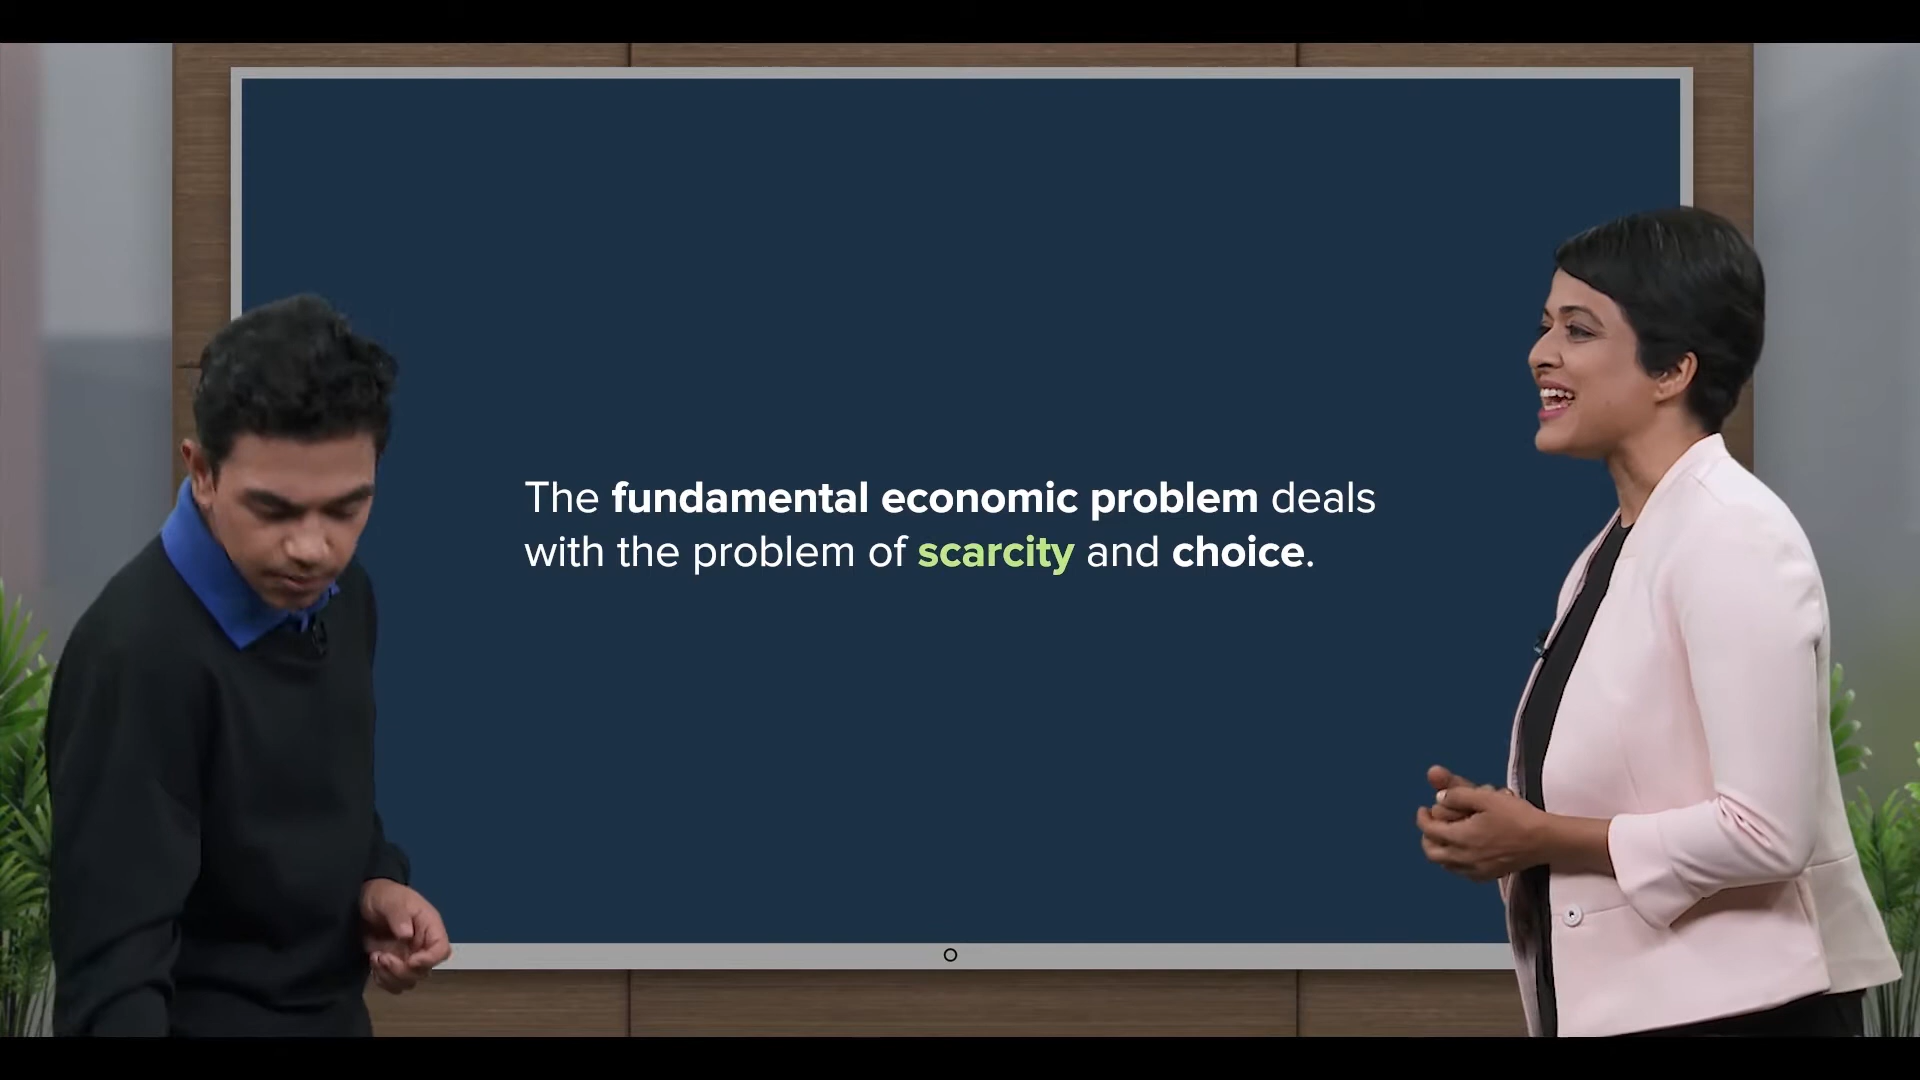 The fundamental economic problem deals
with the problem of scarcity and choice.